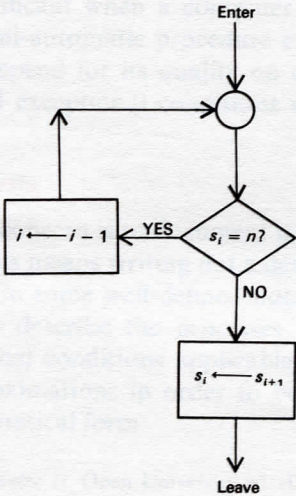 Enter
i ← i − 1
YES
s_i = n?
NO
s_i ← s_{i+1}
Leave